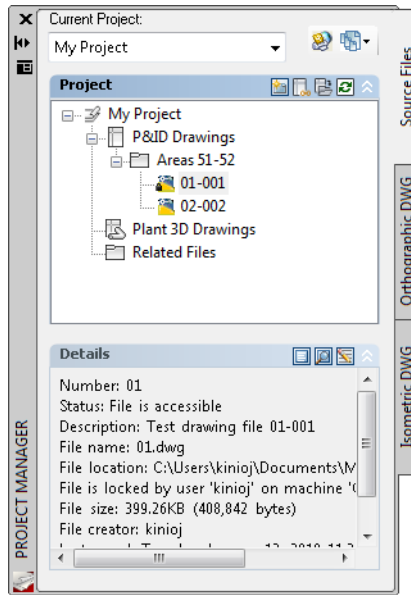 Current Project:
My Project
Project
My Project
P&ID Drawings
Areas 51-52
01-001
02-002
Plant 3D Drawings
Related Files
Details
Number: 01
Status: File is accessible
Description: Test drawing file 01-001
File name: 01.dwg
File location: C:\Users\kinioj\Documents\M
File is locked by user 'kinioj' on machine '
File size: 399.26KB (408,842 bytes)
File creator: kinioj
PROJECT MANAGER
Source Files
Orthographic DWG
Isometric DWG